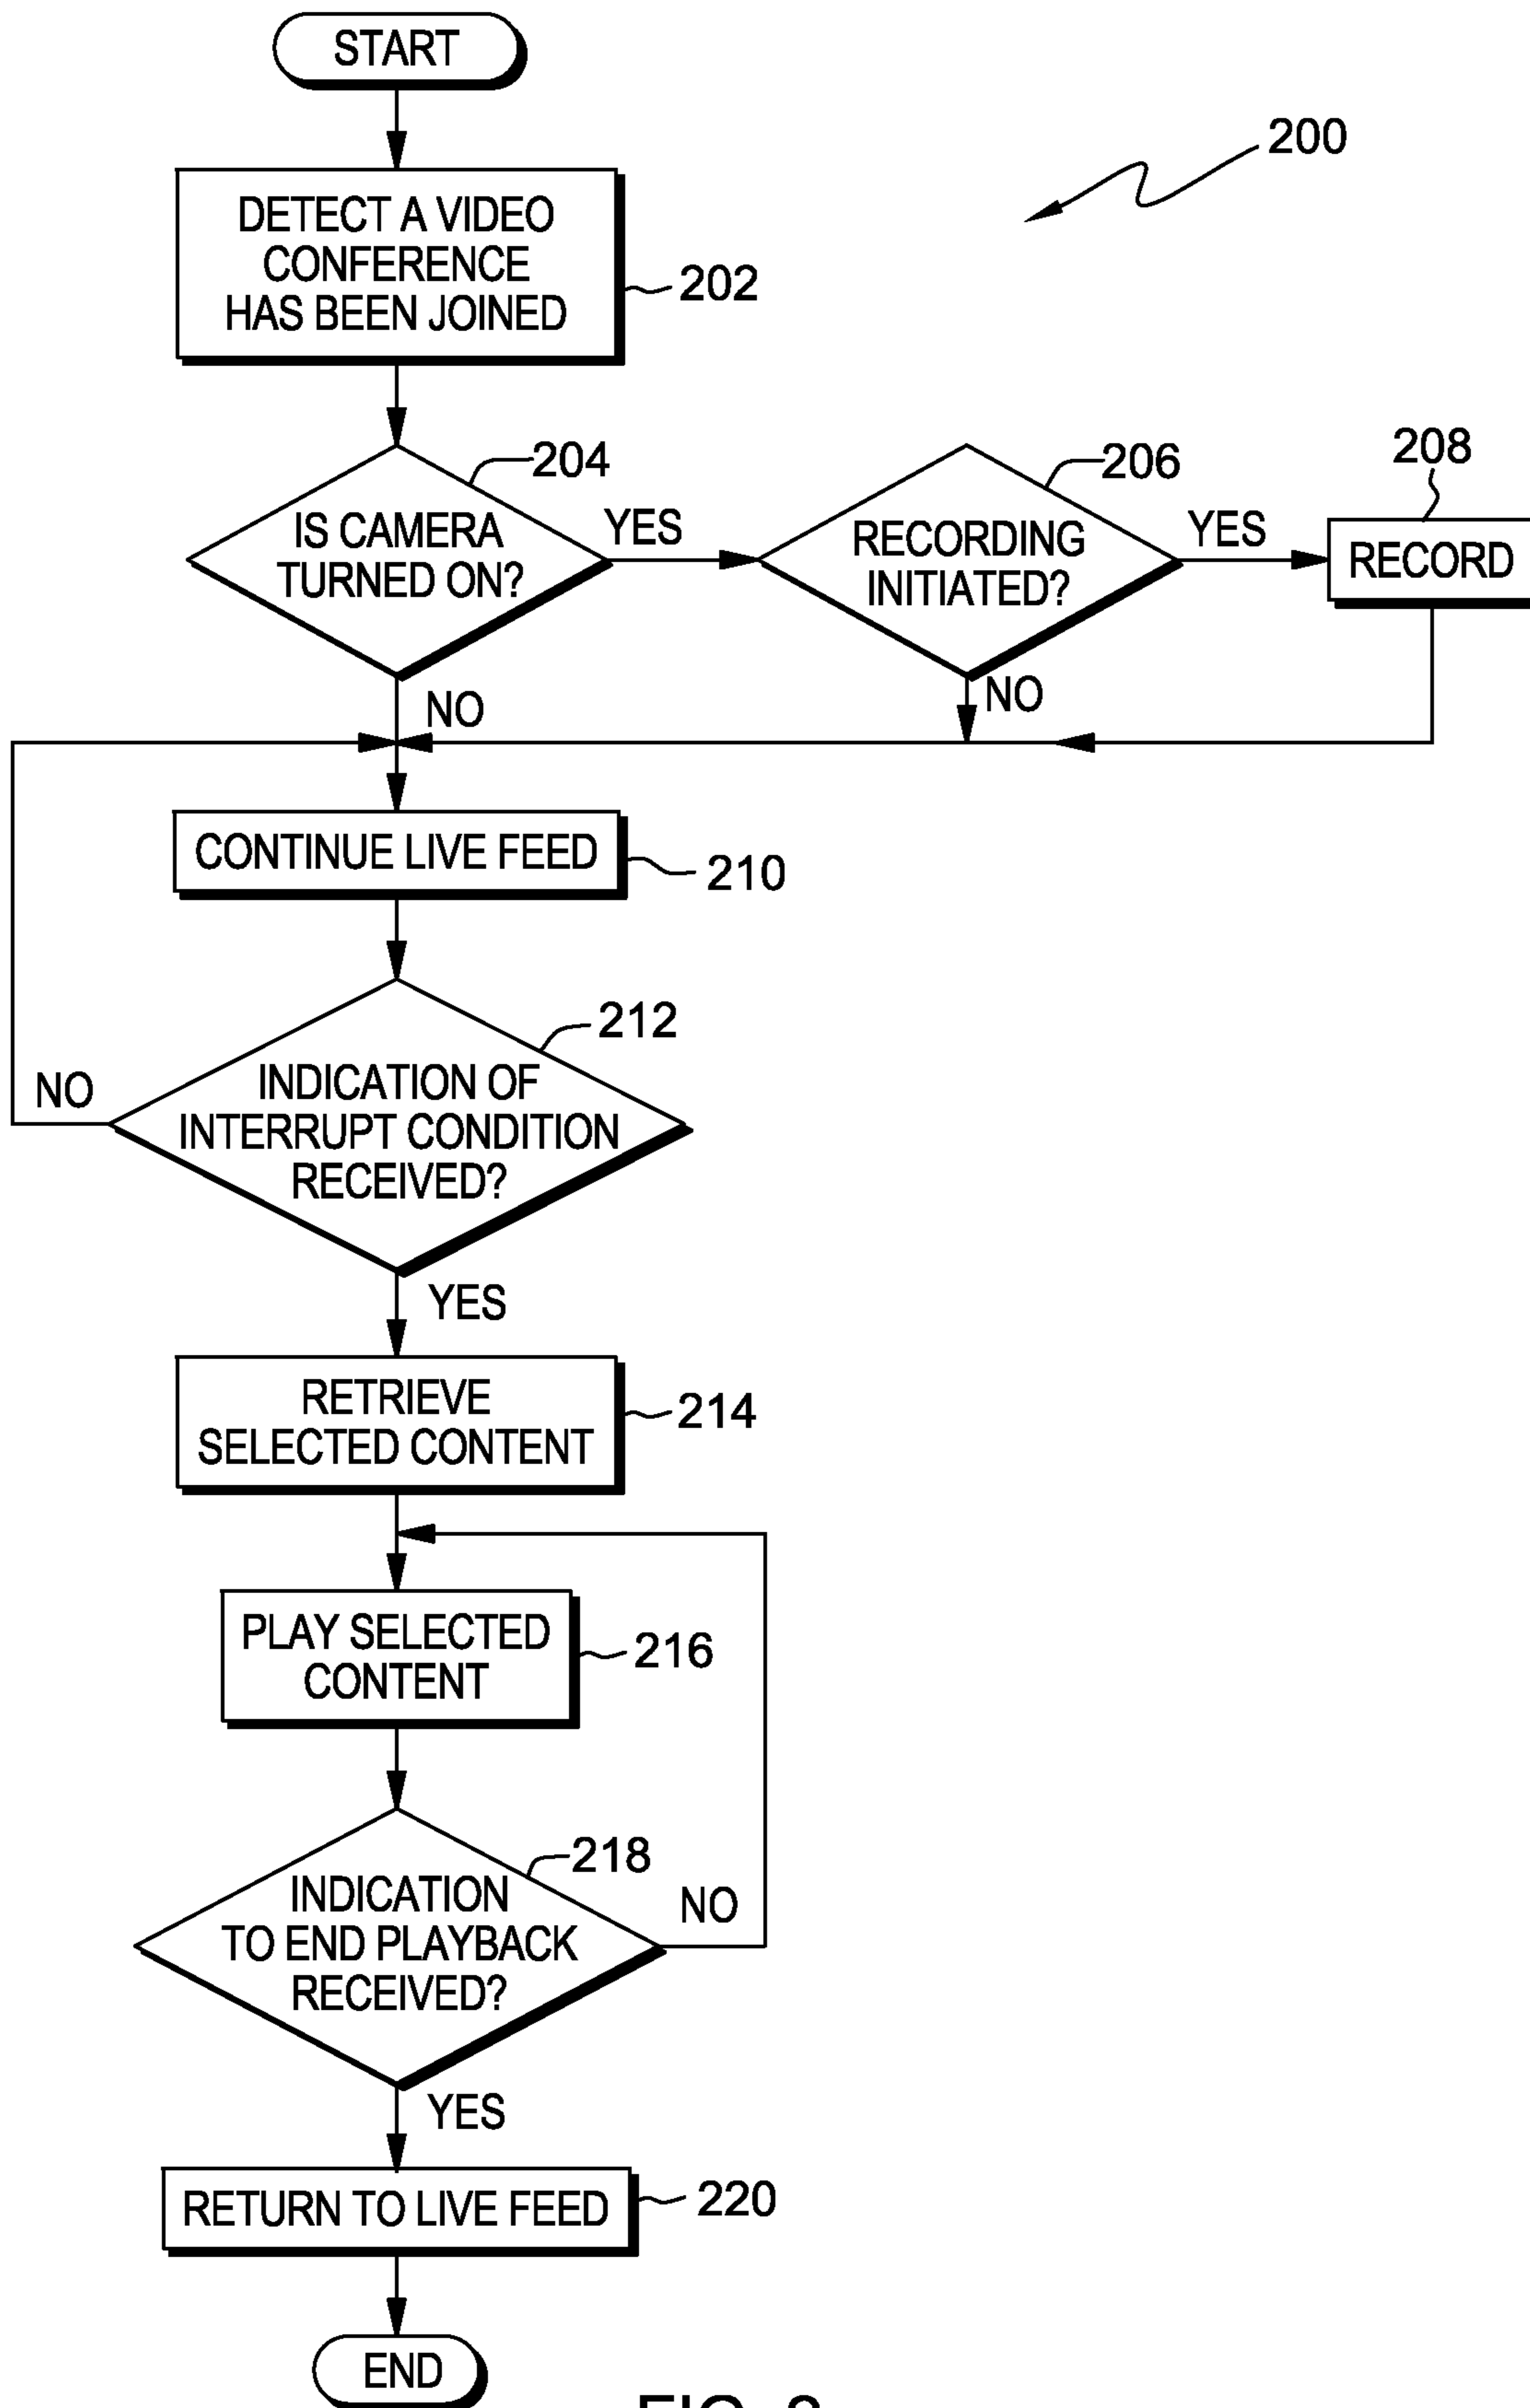 START
200
DETECT A VIDEO
CONFERENCE
HAS BEEN JOINED
202
204
IS CAMERA
TURNED ON?
YES
206
RECORDING
INITIATED?
YES
208
RECORD
NO
NO
CONTINUE LIVE FEED
210
212
INDICATION OF
INTERRUPT CONDITION
RECEIVED?
NO
YES
RETRIEVE
SELECTED CONTENT
214
PLAY SELECTED
CONTENT
216
218
INDICATION
TO END PLAYBACK
RECEIVED?
NO
YES
RETURN TO LIVE FEED
220
END